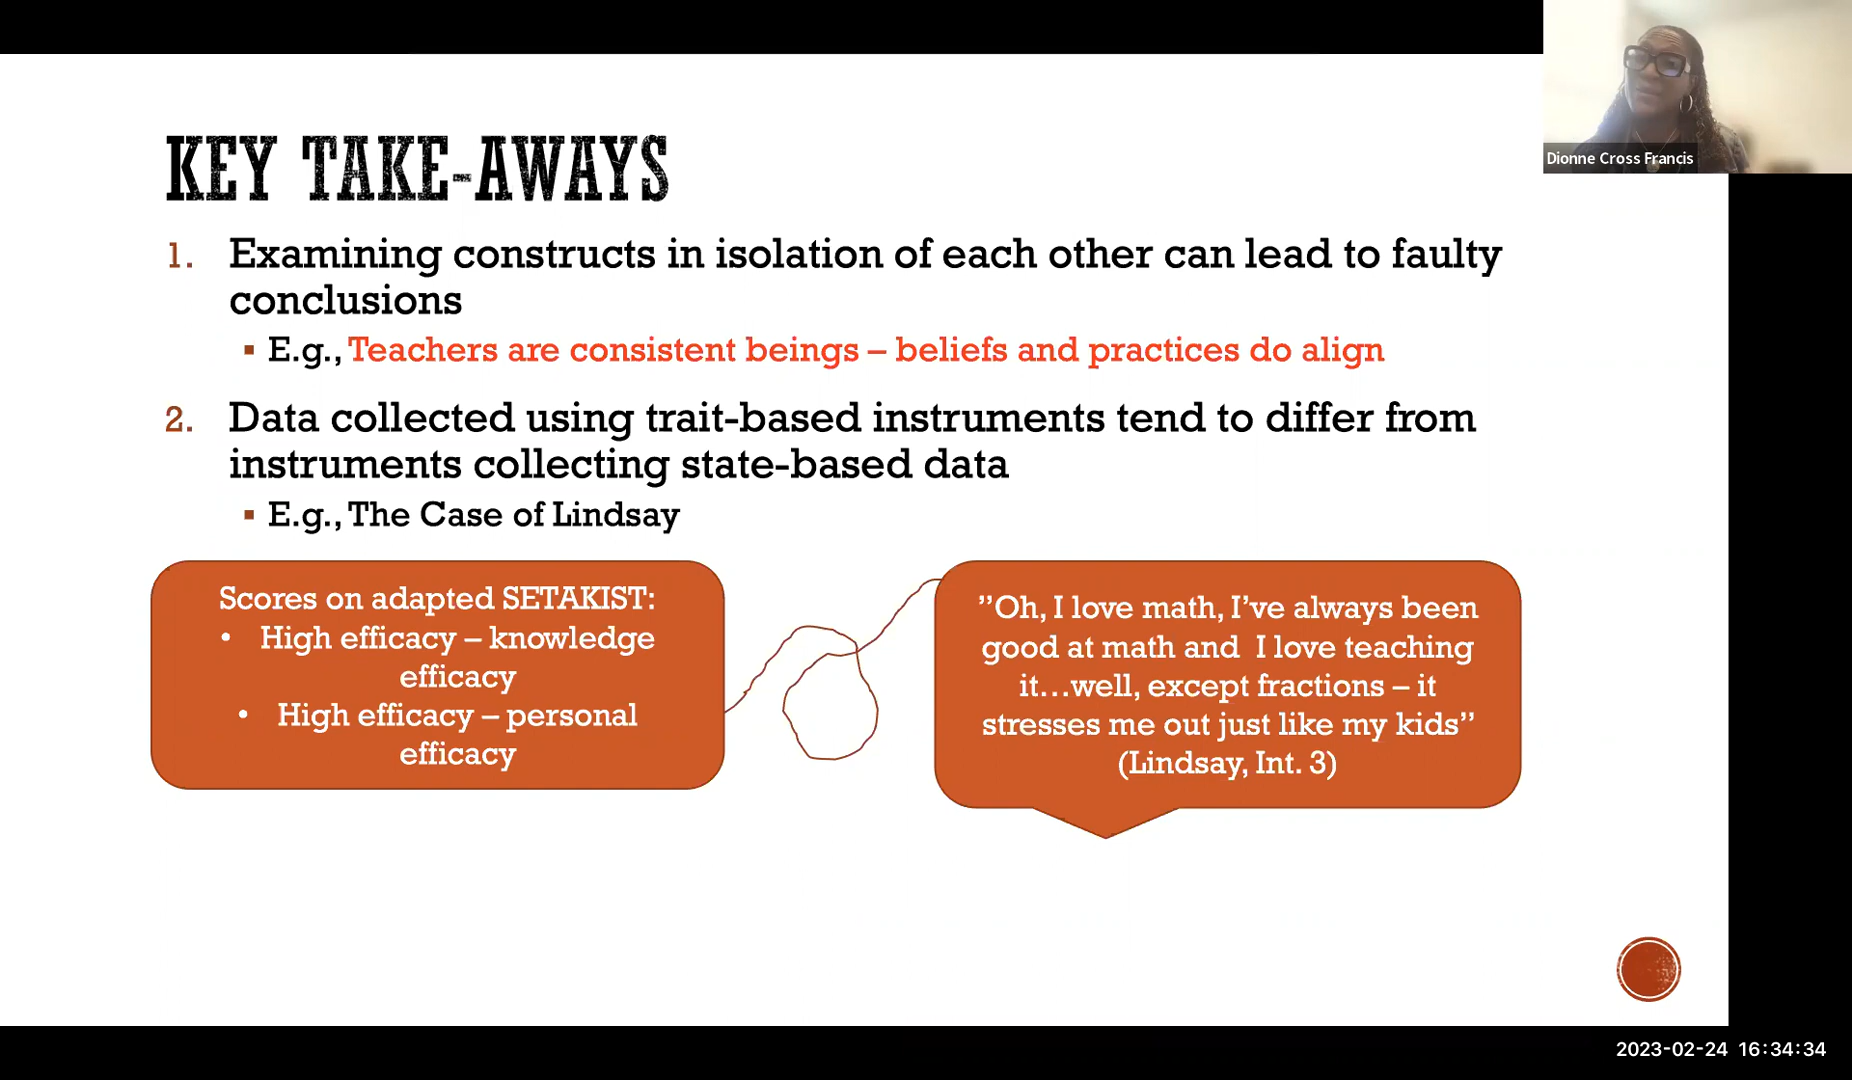 Dionne Cross Francis
KEY TAKE-AWAYS
1. Examining constructs in isolation of each other can lead to faulty
conclusions
▪ E.g., Teachers are consistent beings – beliefs and practices do align
2. Data collected using trait-based instruments tend to differ from
instruments collecting state-based data
▪ E.g., The Case of Lindsay
Scores on adapted SETAKIST:
• High efficacy – knowledge
efficacy
• High efficacy – personal
efficacy
”Oh, I love math, I’ve always been
good at math and I love teaching
it…well, except fractions – it
stresses me out just like my kids”
(Lindsay, Int. 3)
2023-02-24 16:34:34